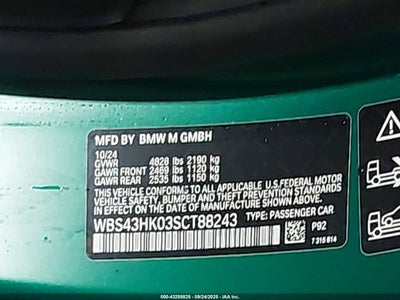 MFD BY BMW M GMBH
10/24
GVWR 4828 lbs 2190 kg
GAWR FRONT 2469 lbs 1120 kg
GAWR REAR 2535 lbs 1150 kg
THIS VEHICLE CONFORMS TO ALL APPLICABLE U.S. FEDERAL MOTOR
VEHICLE SAFETY, BUMPER AND THEFT PREVENTION STANDARDS IN
EFFECT ON THE DATE OF MANUFACTURE SHOWN ABOVE.
WBS43HK03SCT88243 TYPE: PASSENGER CAR
P92
7 315 614
000-43288828 - 09/24/2025 - IAA Inc.